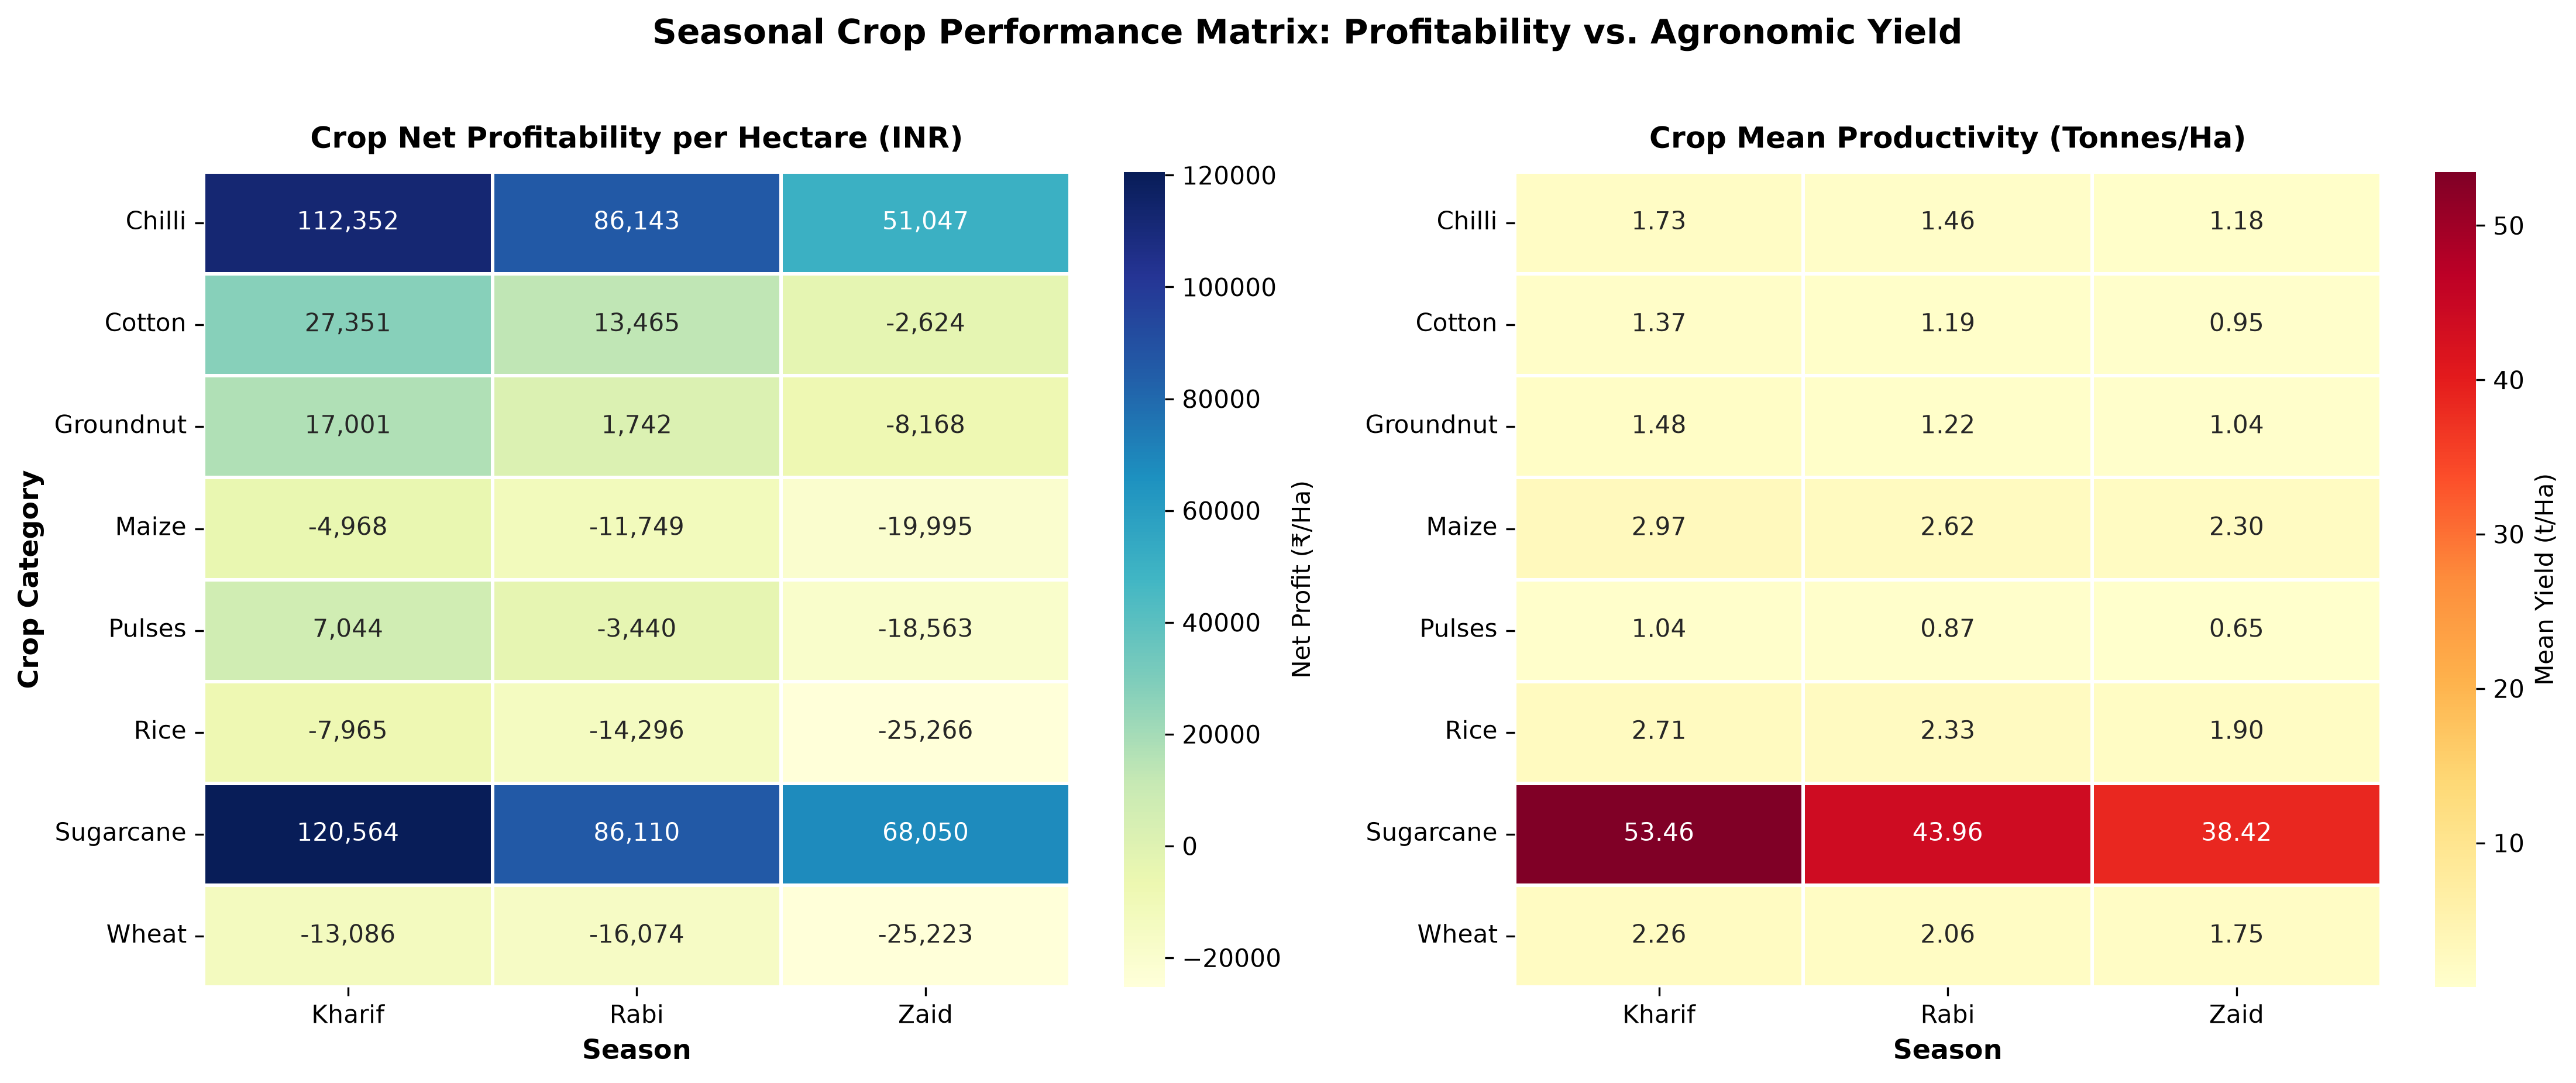 Seasonal Crop Performance Matrix: Profitability vs. Agronomic Yield
Crop Net Profitability per Hectare (INR)
Crop Category
Chilli 112,352 86,143 51,047
Cotton 27,351 13,465 -2,624
Groundnut 17,001 1,742 -8,168
Maize -4,968 -11,749 -19,995
Pulses 7,044 -3,440 -18,563
Rice -7,965 -14,296 -25,266
Sugarcane 120,564 86,110 68,050
Wheat -13,086 -16,074 -25,223
Kharif Rabi Zaid
Season
120000
100000
80000
60000
40000
20000
0
−20000
Net Profit (₹/Ha)
Crop Mean Productivity (Tonnes/Ha)
Chilli 1.73 1.46 1.18
Cotton 1.37 1.19 0.95
Groundnut 1.48 1.22 1.04
Maize 2.97 2.62 2.30
Pulses 1.04 0.87 0.65
Rice 2.71 2.33 1.90
Sugarcane 53.46 43.96 38.42
Wheat 2.26 2.06 1.75
Kharif Rabi Zaid
Season
50
40
30
20
10
Mean Yield (t/Ha)